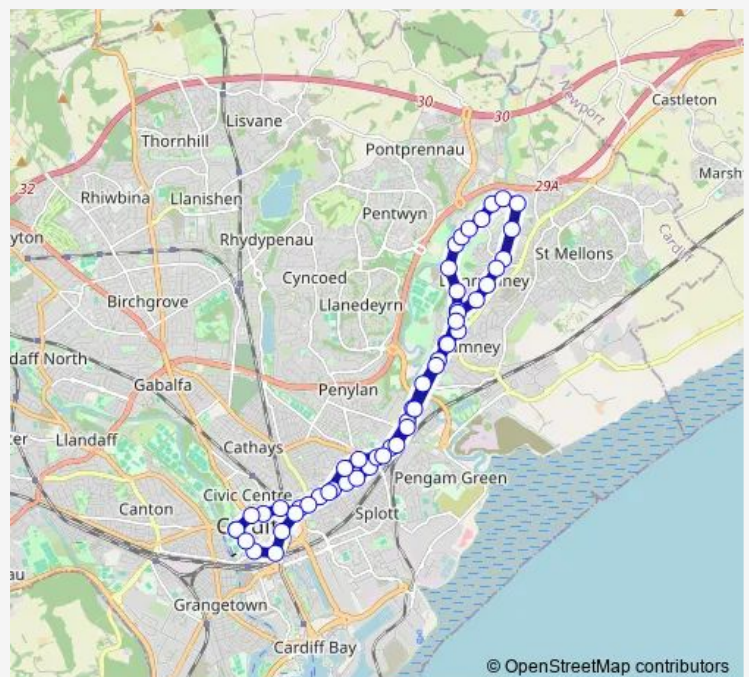 30
30
Castleton
Lisvane
Newport
Thornhill
Pontprennau
Marsh
29A
32
Rhiwbina
Llanishen
Pentwyn
yton
Rhydypenau
St Mellons
Cardiff
Cyncoed
Birchgrove
Llanedeyrn
daff North
Gabalfa
Penylan
Llandaff
Cathays
Pengam Green
Civic Centre
Canton
Splott
Grangetown
Cardiff Bay
© OpenStreetMap contributors